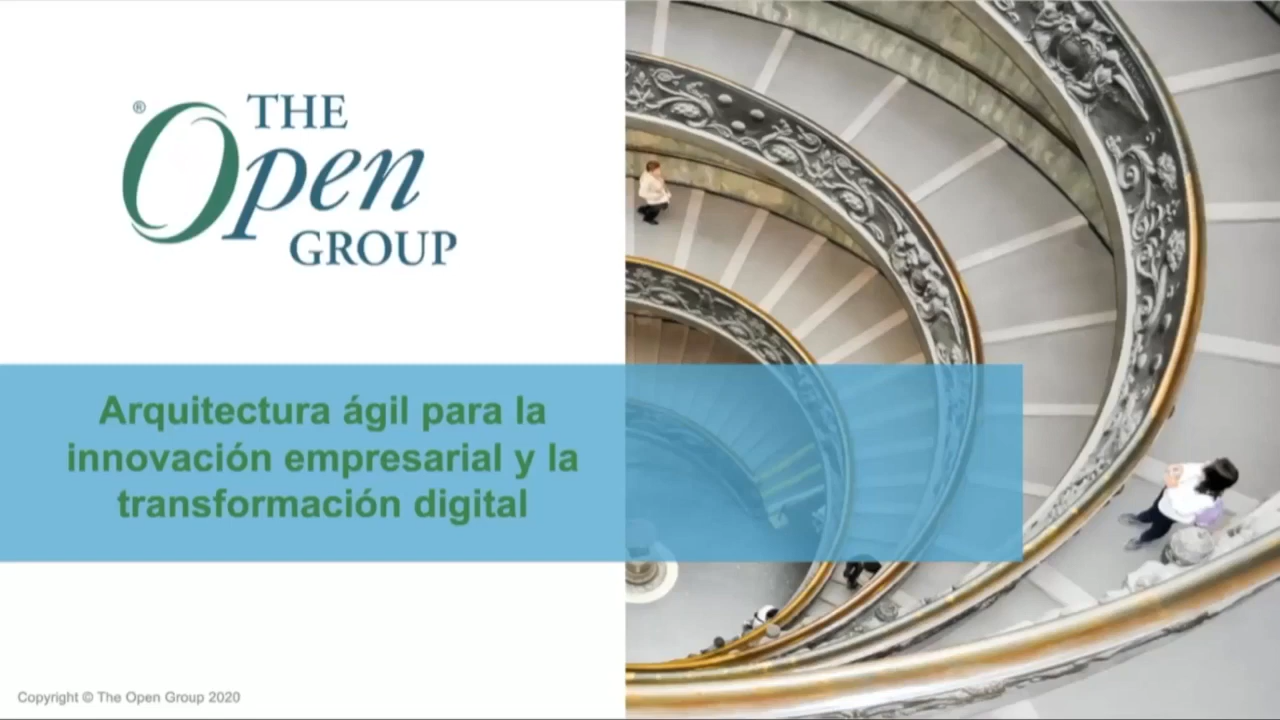 ®
THE
Open
GROUP
Arquitectura ágil para la
innovación empresarial y la
transformación digital
Copyright © The Open Group 2020